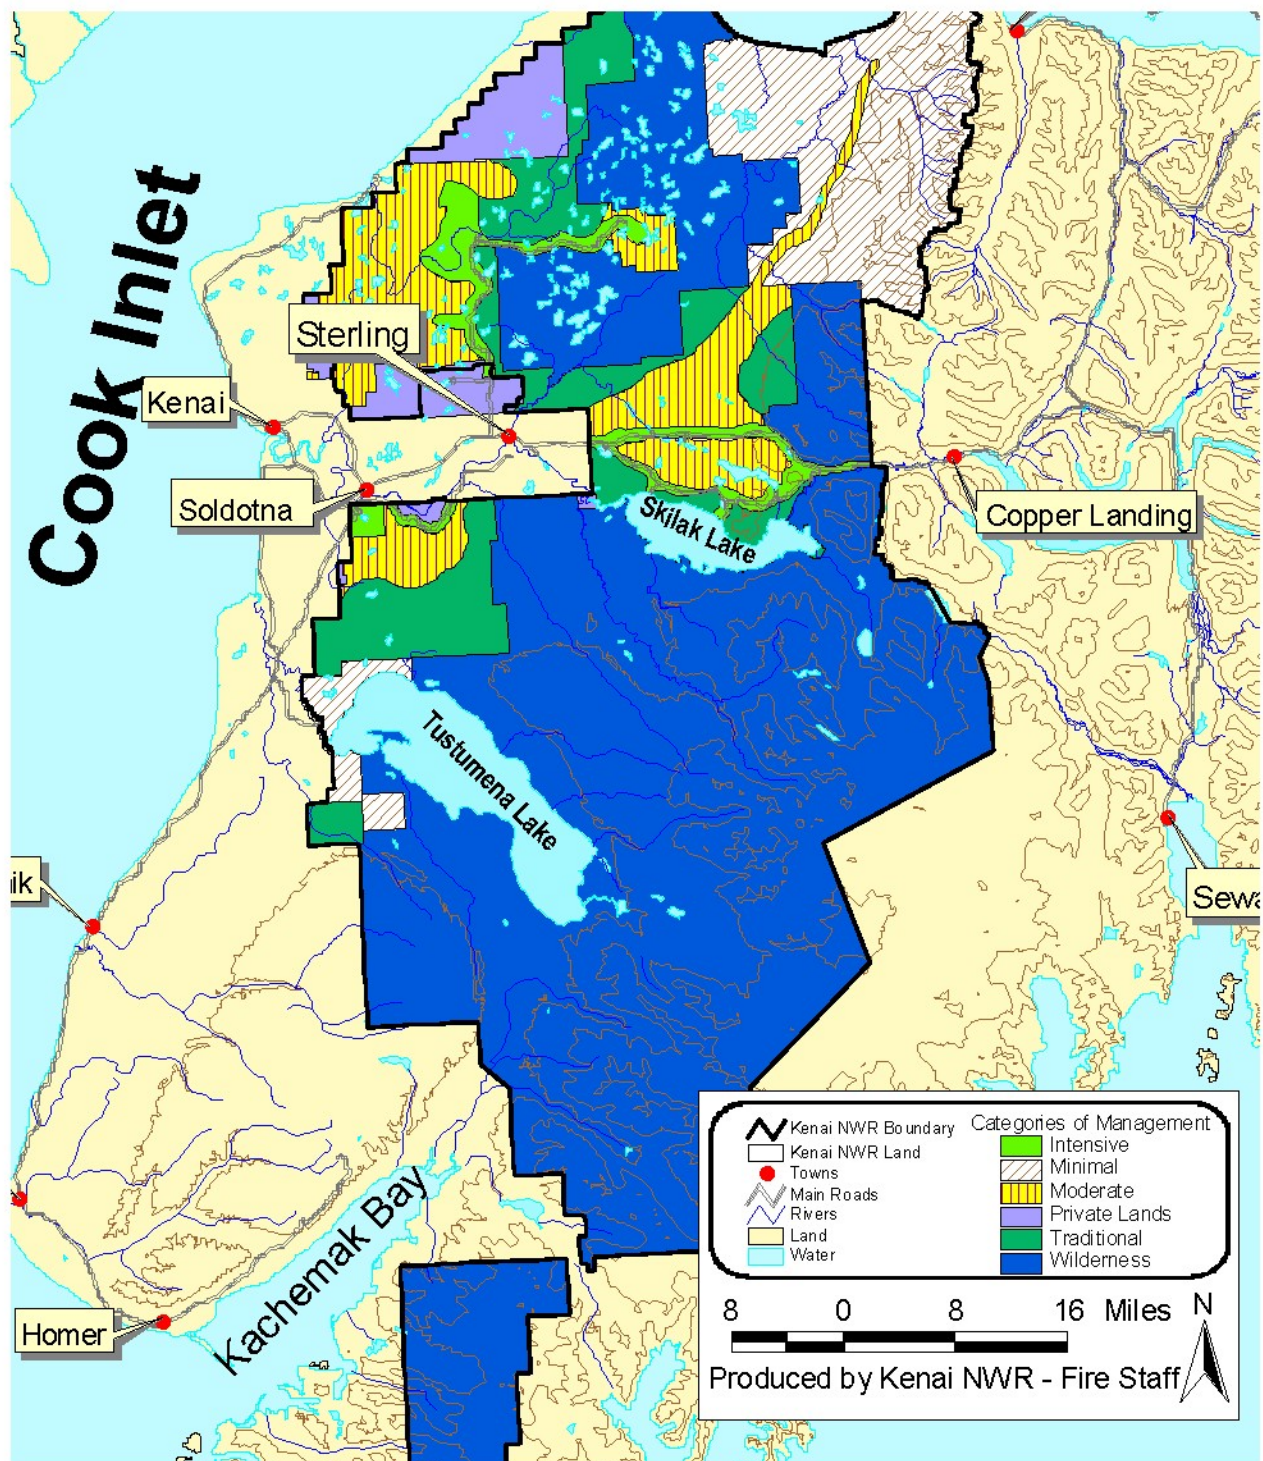 Cook Inlet
Sterling
Kenai
Soldotna
Copper Landing
Skilak Lake
Tustumena Lake
ik
Sewa
Kachemak Bay
Homer
Kenai NWR Boundary
Kenai NWR Land
Towns
Main Roads
Rivers
Land
Water
Categories of Management
Intensive
Minimal
Moderate
Private Lands
Traditional
Wilderness
8 0 8 16 Miles
N
Produced by Kenai NWR - Fire Staff